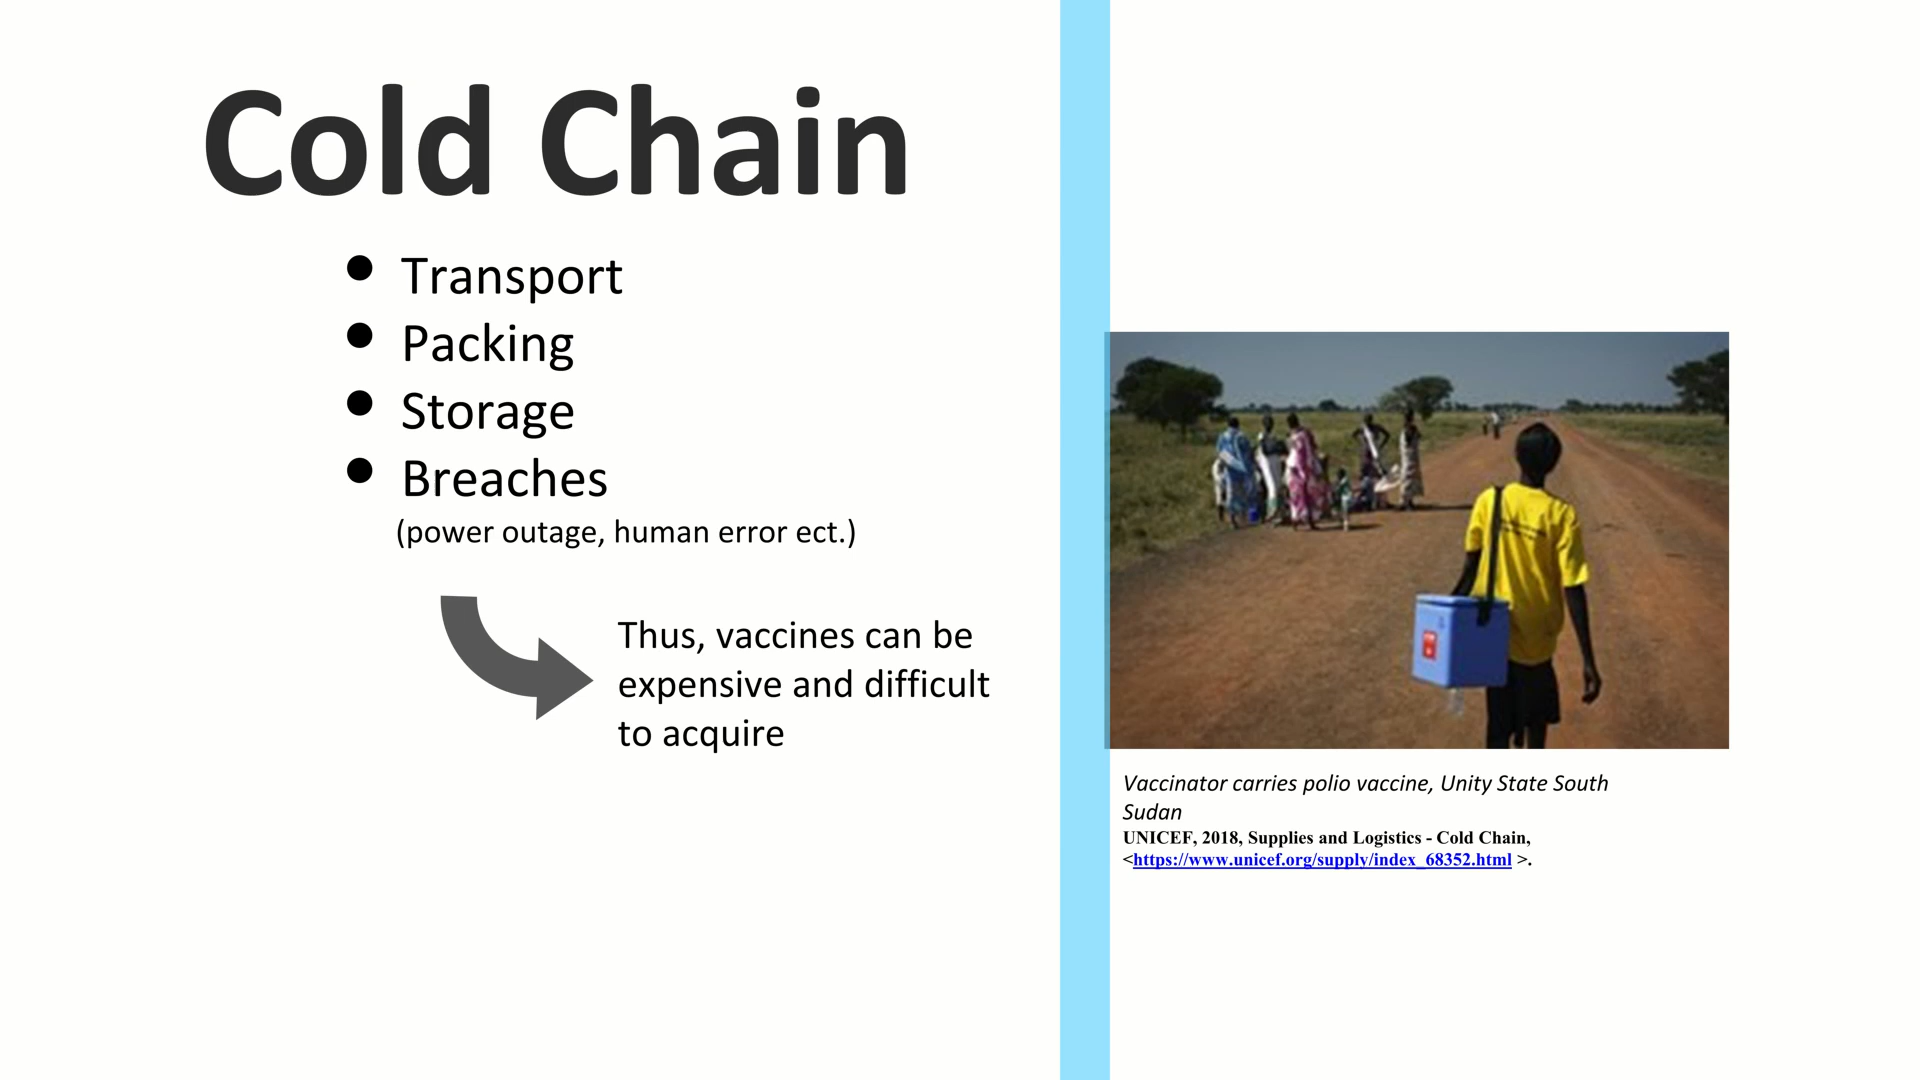 Cold Chain
• Transport
• Packing
• Storage
• Breaches
(power outage, human error ect.)
Thus, vaccines can be
expensive and difficult
to acquire
Vaccinator carries polio vaccine, Unity State South
Sudan
UNICEF, 2018, Supplies and Logistics - Cold Chain,
<https://www.unicef.org/supply/index_68352.html >.